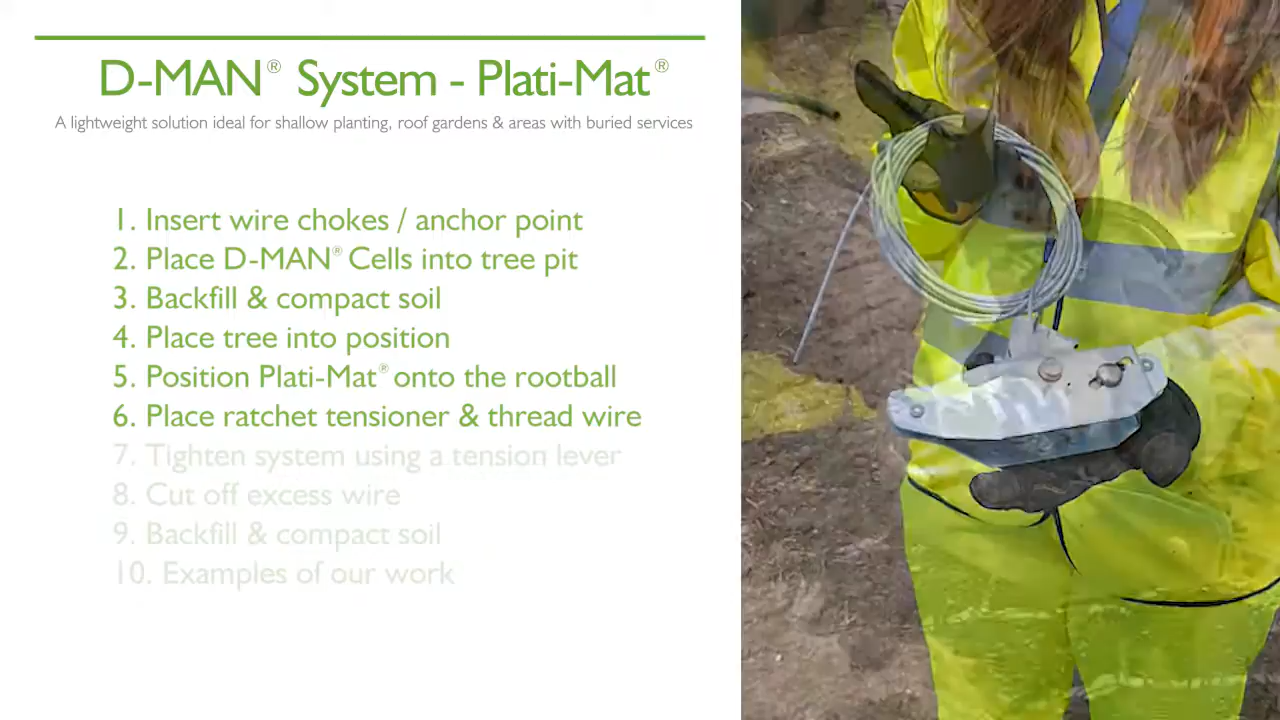 D-MAN® System - Plati-Mat®
A lightweight solution ideal for shallow planting, roof gardens & areas with buried services
1. Insert wire chokes / anchor point
2. Place D-MAN® Cells into tree pit
3. Backfill & compact soil
4. Place tree into position
5. Position Plati-Mat® onto the rootball
6. Place ratchet tensioner & thread wire
7. Tighten system using a tension lever
8. Cut off excess wire
9. Backfill & compact soil
10. Examples of our work